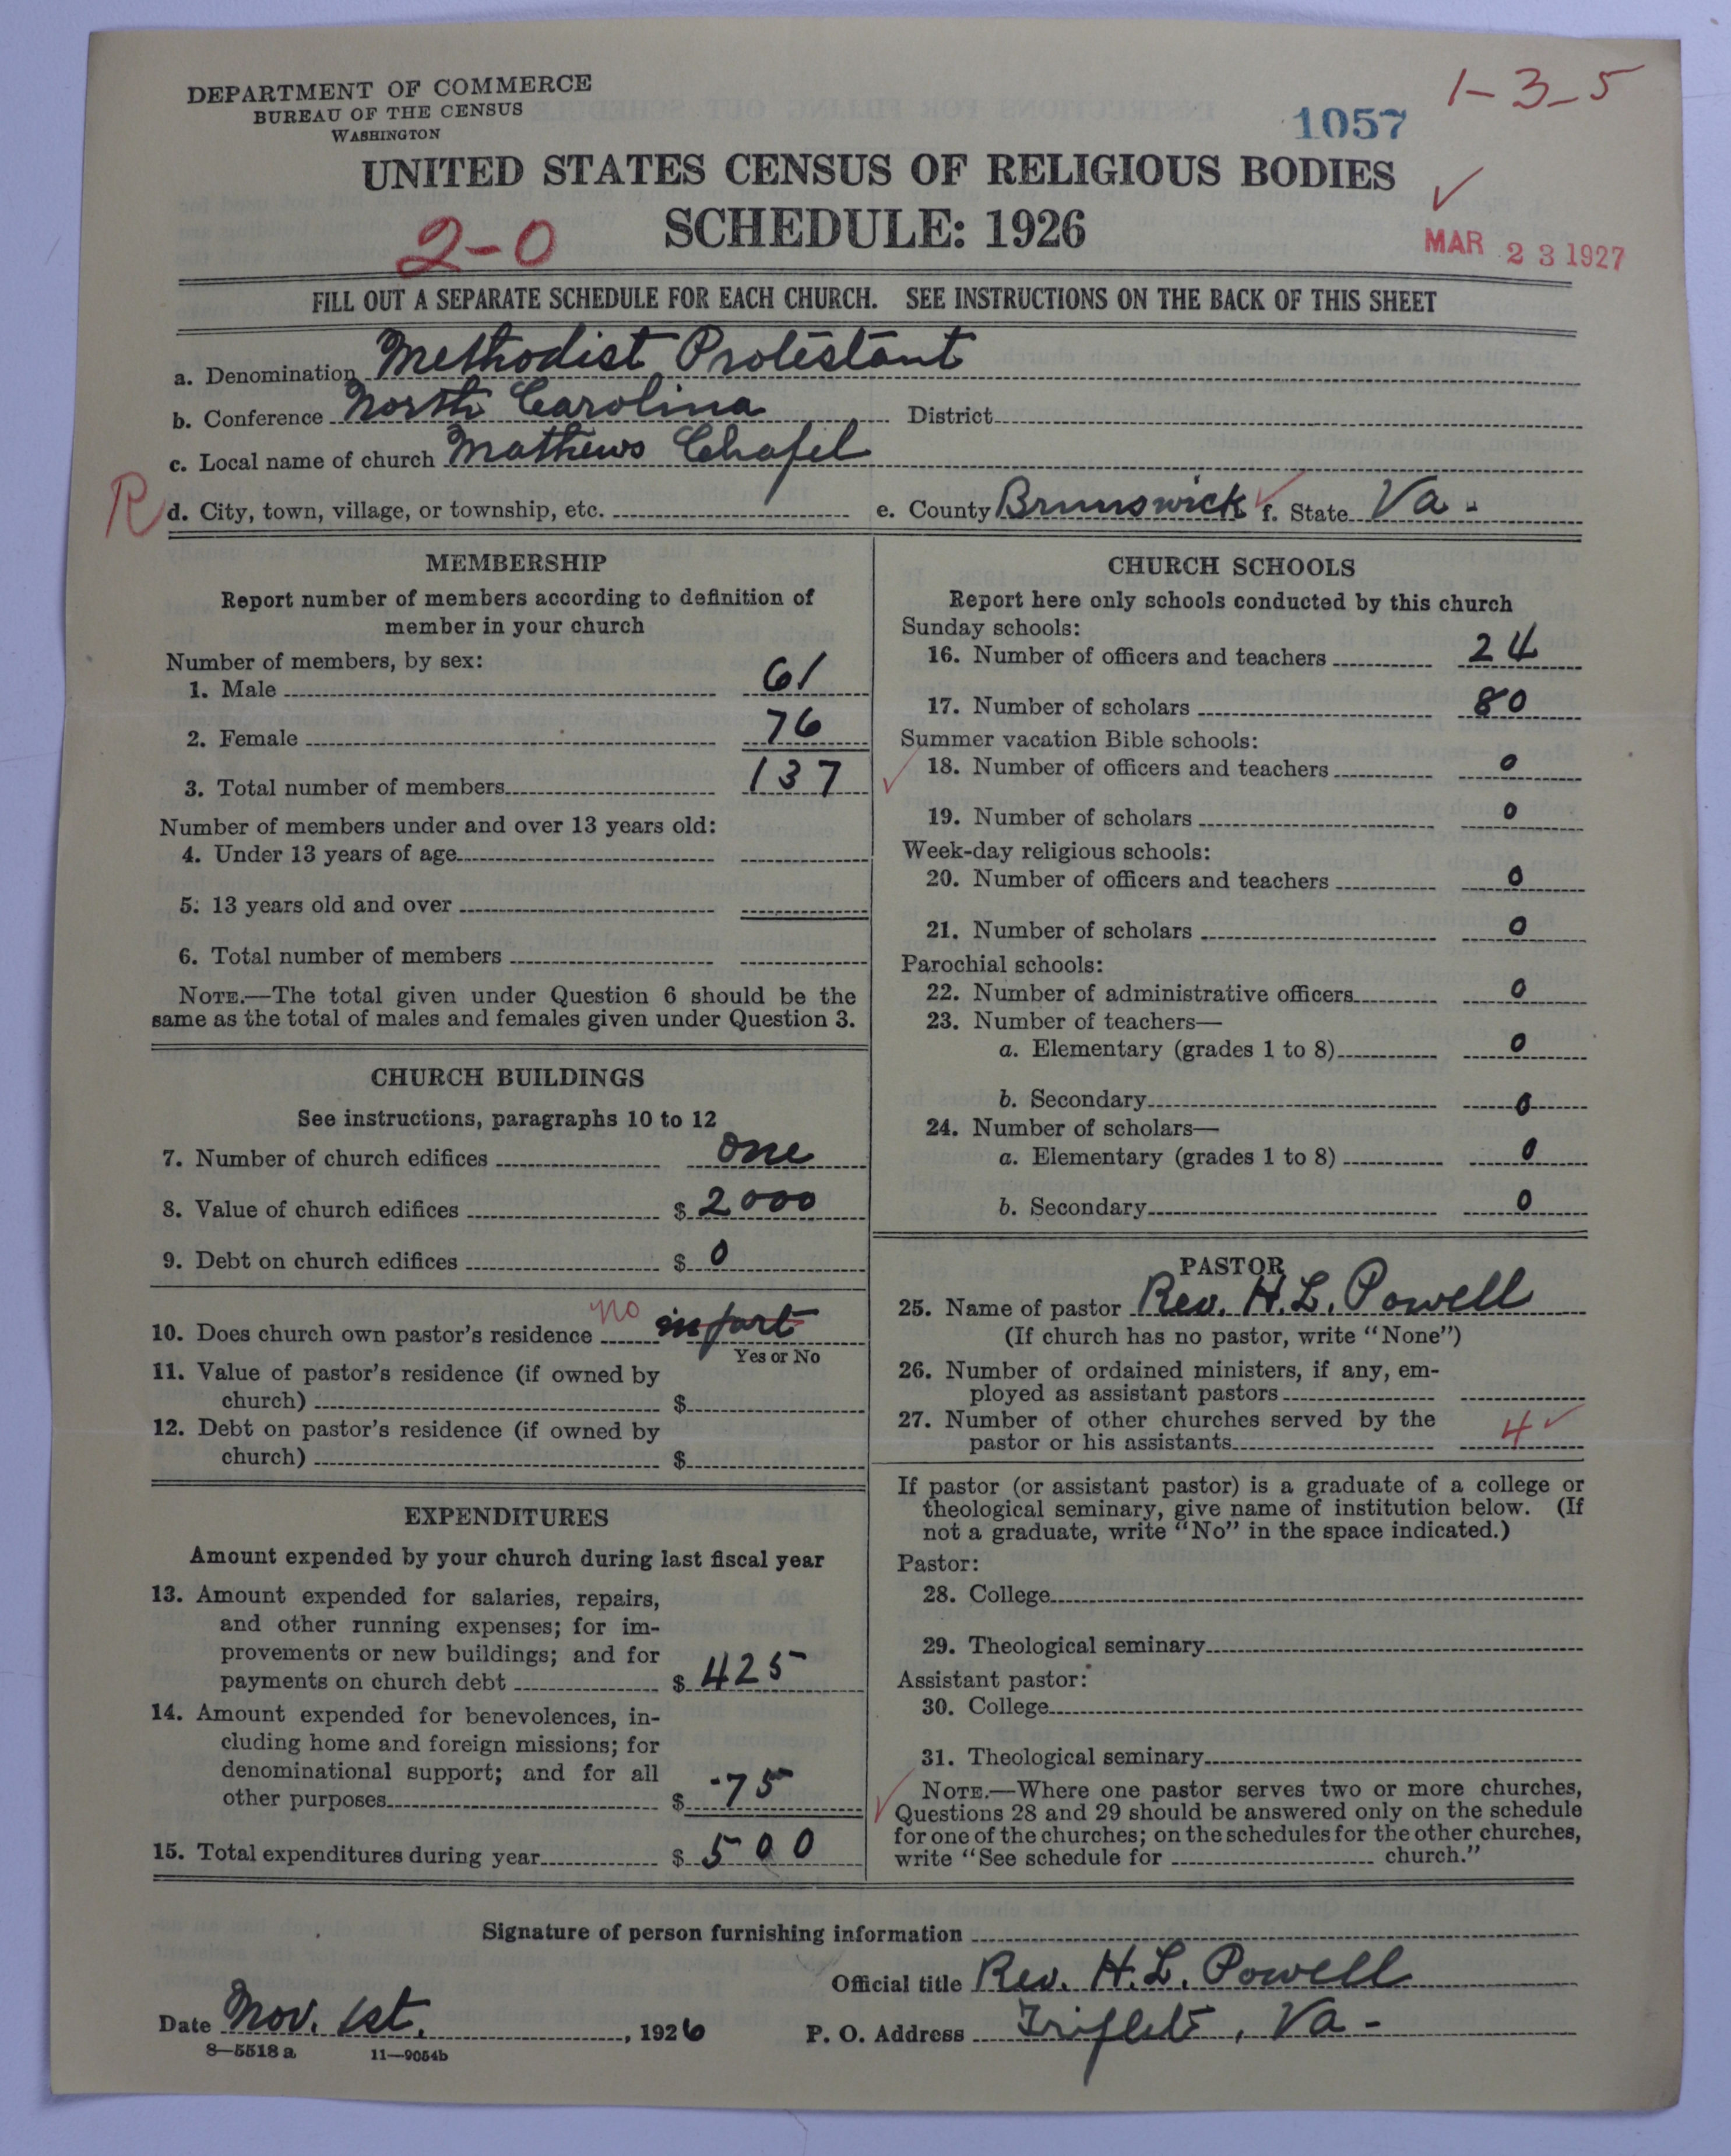 DEPARTMENT OF COMMERCE
BUREAU OF THE CENSUS
WASHINGTON
1-3-5
1057
UNITED STATES CENSUS OF RELIGIOUS BODIES
SCHEDULE: 1926
2-0
MAR 23 1927
FILL OUT A SEPARATE SCHEDULE FOR EACH CHURCH. SEE INSTRUCTIONS ON THE BACK OF THIS SHEET
a. Denomination Methodist Protestant
b. Conference North Carolina District
c. Local name of church Mathews Chapel
R d. City, town, village, or township, etc. e. County Brunswick f. State Va.
MEMBERSHIP
Report number of members according to definition of
member in your church
Number of members, by sex:
1. Male 61
2. Female 76
3. Total number of members 137
Number of members under and over 13 years old:
4. Under 13 years of age
5. 13 years old and over
6. Total number of members
NOTE.—The total given under Question 6 should be the
same as the total of males and females given under Question 3.
CHURCH BUILDINGS
See instructions, paragraphs 10 to 12
7. Number of church edifices one
8. Value of church edifices $ 2000
9. Debt on church edifices $ 0
10. Does church own pastor's residence no in part
Yes or No
11. Value of pastor's residence (if owned by
church) $
12. Debt on pastor's residence (if owned by
church) $
EXPENDITURES
Amount expended by your church during last fiscal year
13. Amount expended for salaries, repairs,
and other running expenses; for im-
provements or new buildings; and for
payments on church debt $ 425
14. Amount expended for benevolences, in-
cluding home and foreign missions; for
denominational support; and for all
other purposes $ 75
15. Total expenditures during year $ 500
CHURCH SCHOOLS
Report here only schools conducted by this church
Sunday schools:
16. Number of officers and teachers 24
17. Number of scholars 80
Summer vacation Bible schools:
18. Number of officers and teachers 0
19. Number of scholars 0
Week-day religious schools:
20. Number of officers and teachers 0
21. Number of scholars 0
Parochial schools:
22. Number of administrative officers 0
23. Number of teachers—
a. Elementary (grades 1 to 8) 0
b. Secondary 0
24. Number of scholars—
a. Elementary (grades 1 to 8) 0
b. Secondary 0
PASTOR
25. Name of pastor Rev. H. L. Powell
(If church has no pastor, write "None")
26. Number of ordained ministers, if any, em-
ployed as assistant pastors
27. Number of other churches served by the
pastor or his assistants 4
If pastor (or assistant pastor) is a graduate of a college or
theological seminary, give name of institution below. (If
not a graduate, write "No" in the space indicated.)
Pastor:
28. College
29. Theological seminary
Assistant pastor:
30. College
31. Theological seminary
NOTE.—Where one pastor serves two or more churches,
Questions 28 and 29 should be answered only on the schedule
for one of the churches; on the schedules for the other churches,
write "See schedule for church."
Signature of person furnishing information
Official title Rev. H. L. Powell
Date Nov. 1st, 1926 P. O. Address Triplet, Va.
8—5518 a 11—9054b